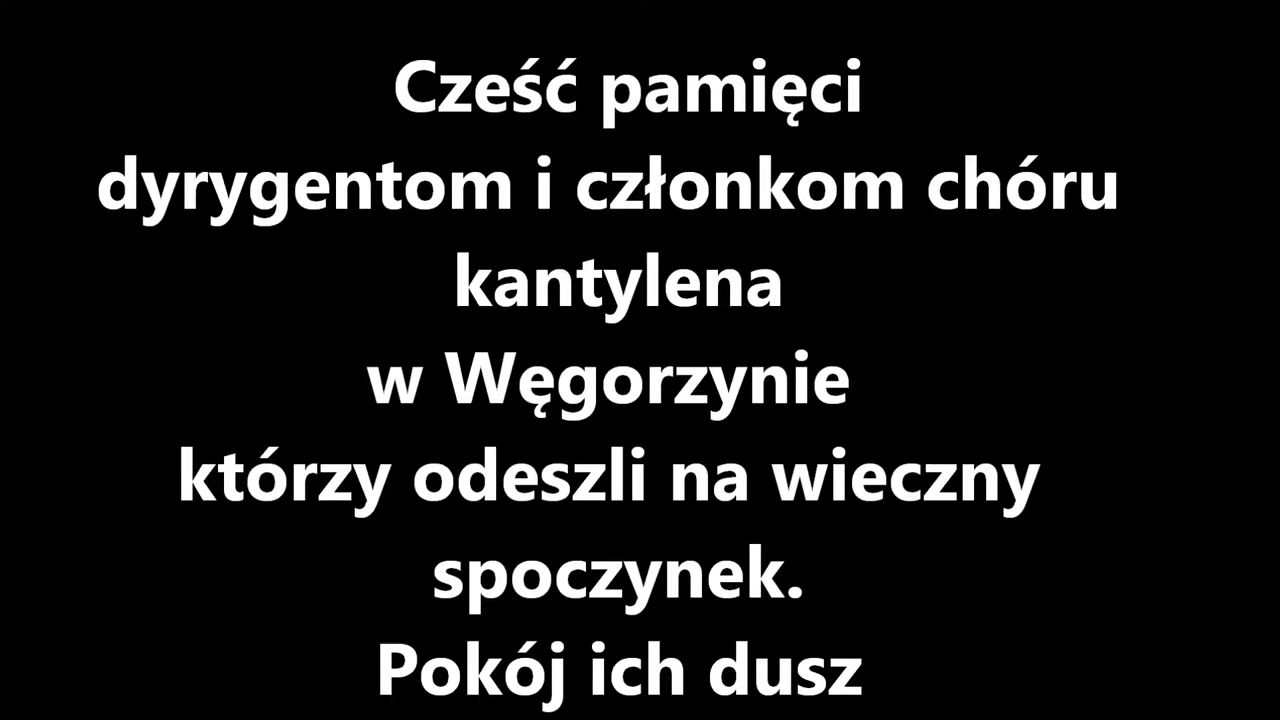 Cześć pamięci
dyrygentom i członkom chóru
kantylena
w Węgorzynie
którzy odeszli na wieczny
spoczynek.
Pokój ich dusz